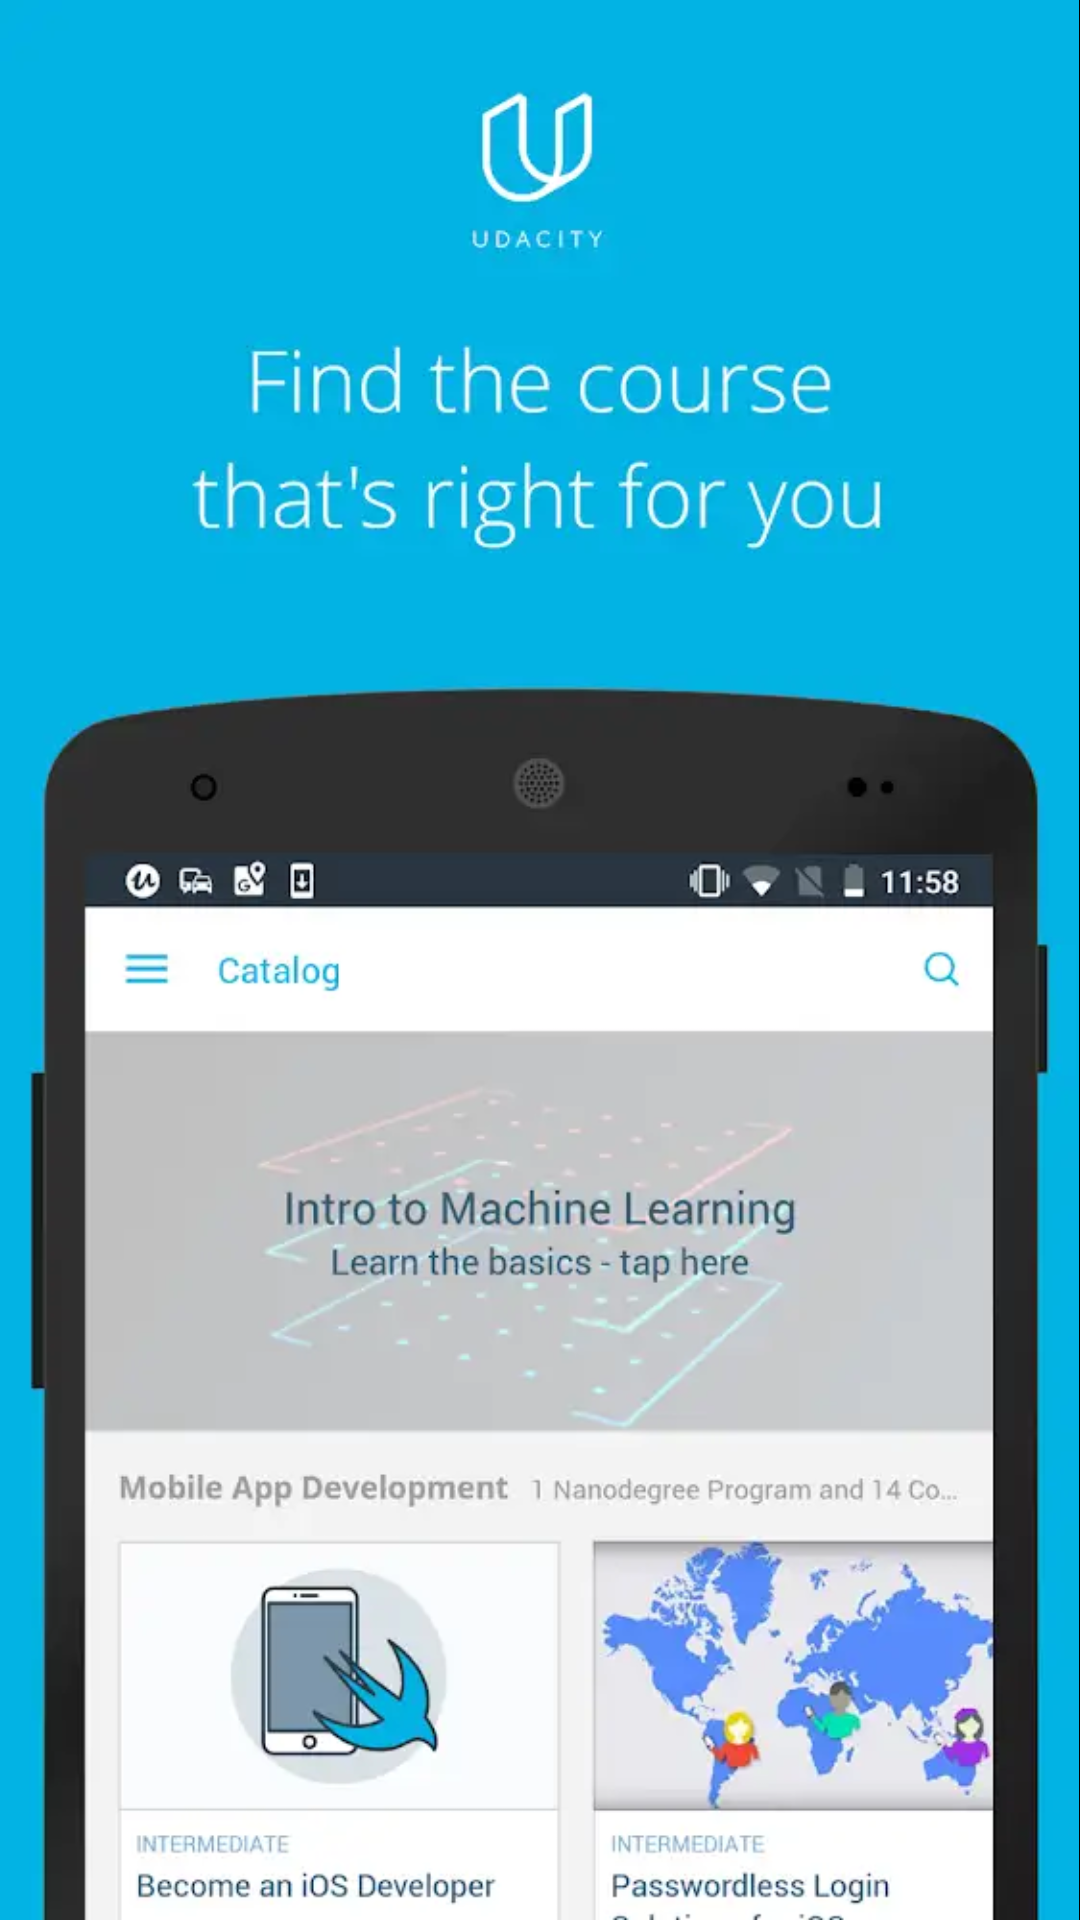 UDACITY
Find the course
that's right for you
11:58
Catalog
Intro to Machine Learning
Learn the basics - tap here
Mobile App Development 1 Nanodegree Program and 14 Co...
INTERMEDIATE
Become an iOS Developer
INTERMEDIATE
Passwordless Login